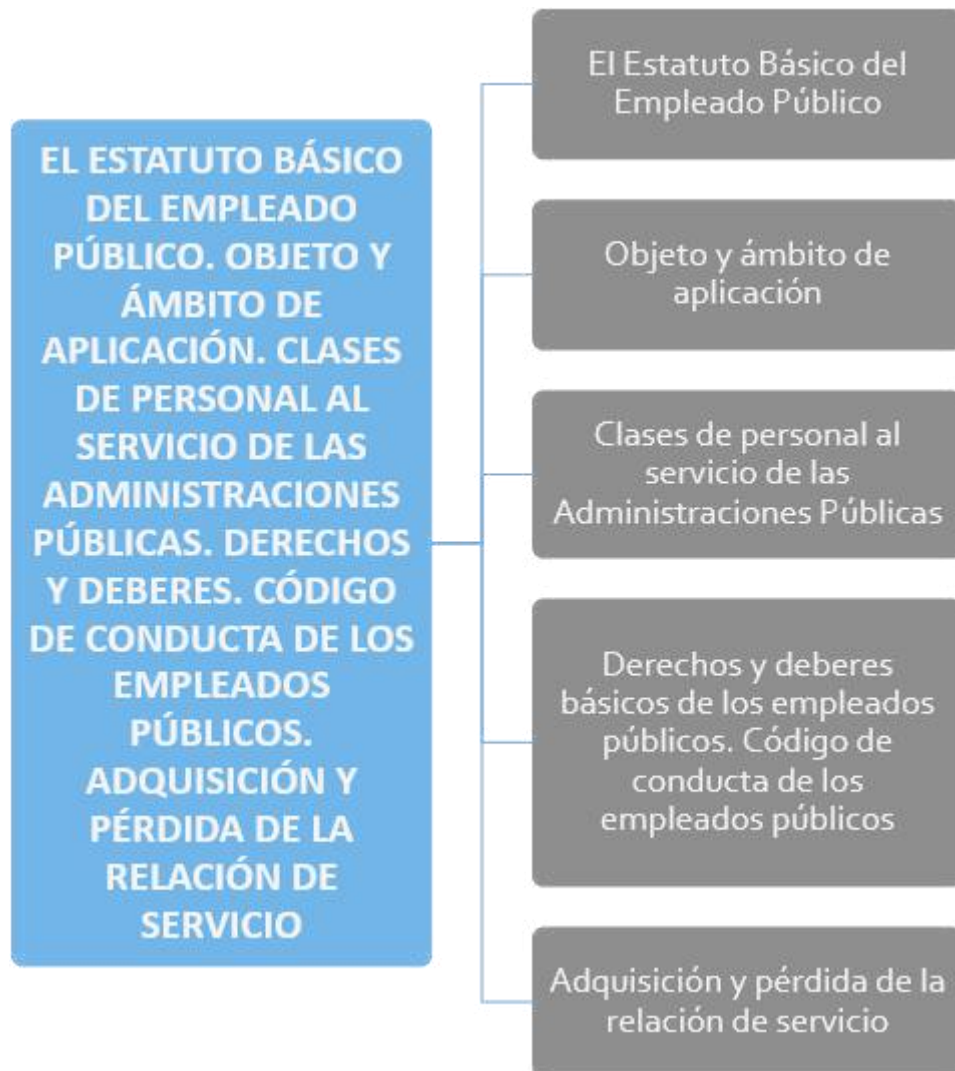 EL ESTATUTO BÁSICO
DEL EMPLEADO
PÚBLICO. OBJETO Y
ÁMBITO DE
APLICACIÓN. CLASES
DE PERSONAL AL
SERVICIO DE LAS
ADMINISTRACIONES
PÚBLICAS. DERECHOS
Y DEBERES. CÓDIGO
DE CONDUCTA DE LOS
EMPLEADOS
PÚBLICOS.
ADQUISICIÓN Y
PÉRDIDA DE LA
RELACIÓN DE
SERVICIO
El Estatuto Básico del
Empleado Público
Objeto y ámbito de
aplicación
Clases de personal al
servicio de las
Administraciones Públicas
Derechos y deberes
básicos de los empleados
públicos. Código de
conducta de los
empleados públicos
Adquisición y pérdida de la
relación de servicio